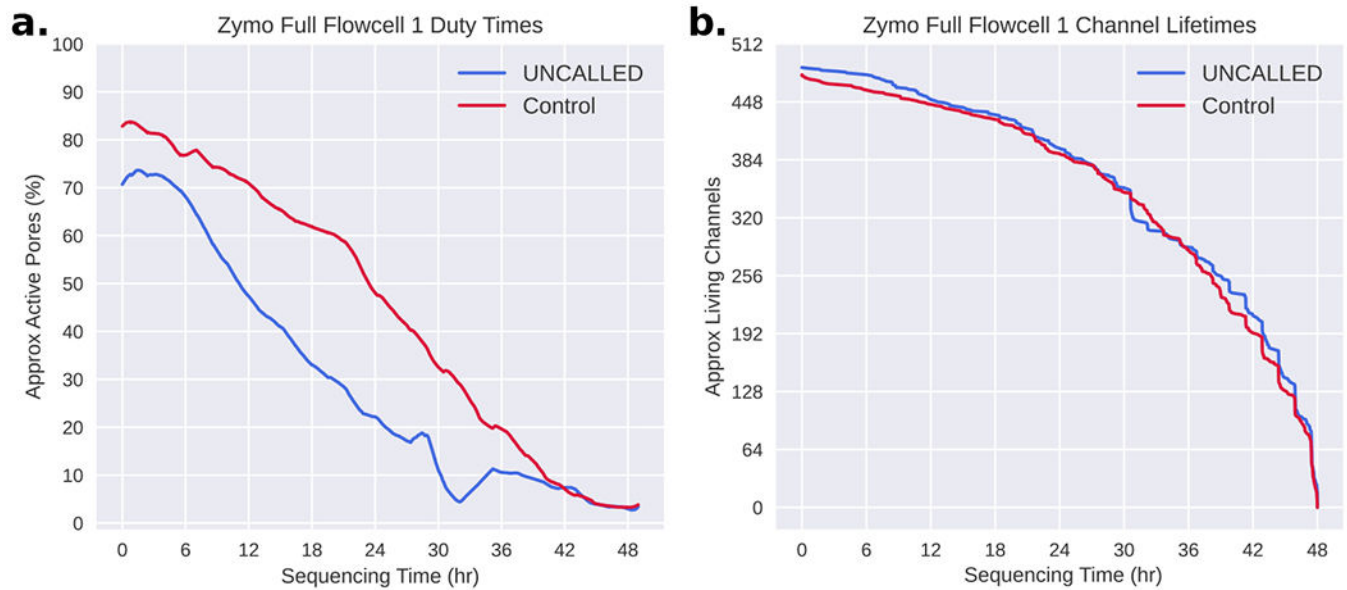 a.
Zymo Full Flowcell 1 Duty Times
100
90
80
70
60
50
40
30
20
10
0
Approx Active Pores (%)
UNCALLED
Control
0 6 12 18 24 30 36 42 48
Sequencing Time (hr)
b.
Zymo Full Flowcell 1 Channel Lifetimes
512
448
384
320
256
192
128
64
0
Approx Living Channels
UNCALLED
Control
0 6 12 18 24 30 36 42 48
Sequencing Time (hr)